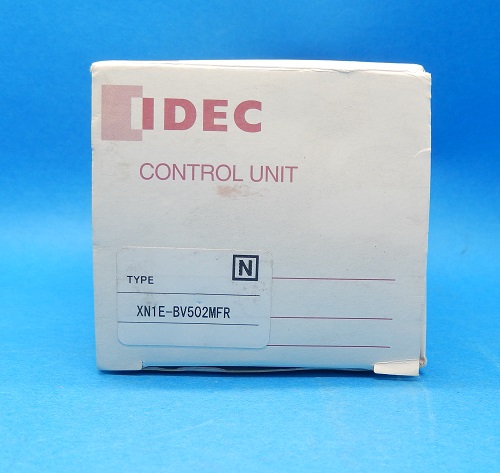 IDEC
CONTROL UNIT
N
TYPE
XN1E-BV502MFR